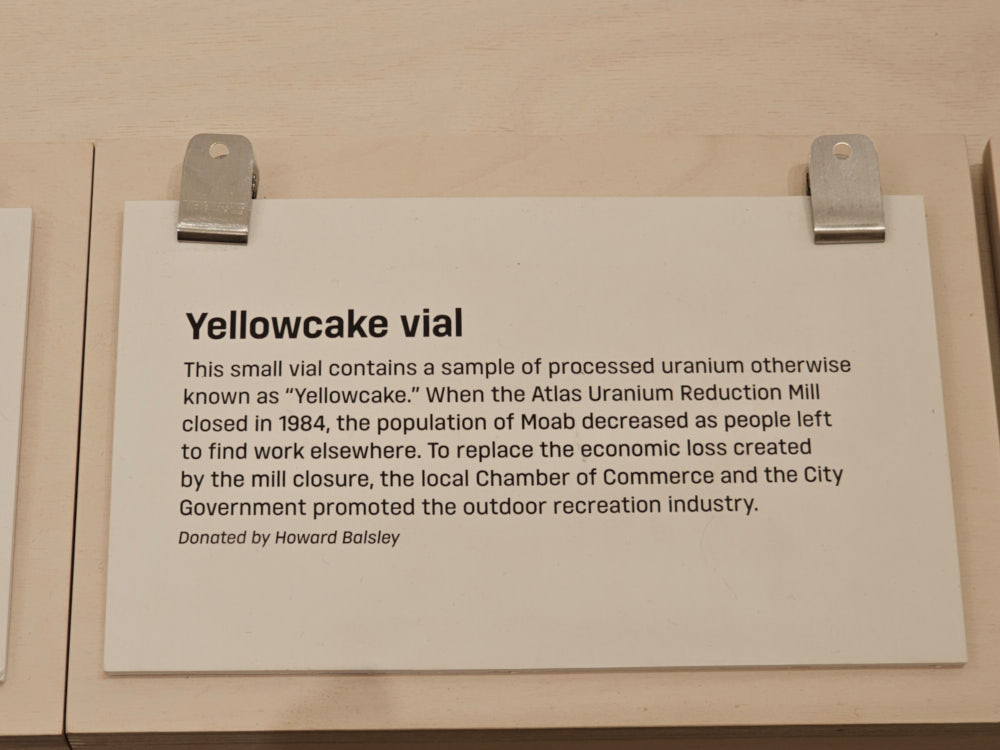 Yellowcake vial
This small vial contains a sample of processed uranium otherwise
known as “Yellowcake.” When the Atlas Uranium Reduction Mill
closed in 1984, the population of Moab decreased as people left
to find work elsewhere. To replace the economic loss created
by the mill closure, the local Chamber of Commerce and the City
Government promoted the outdoor recreation industry.
Donated by Howard Balsley